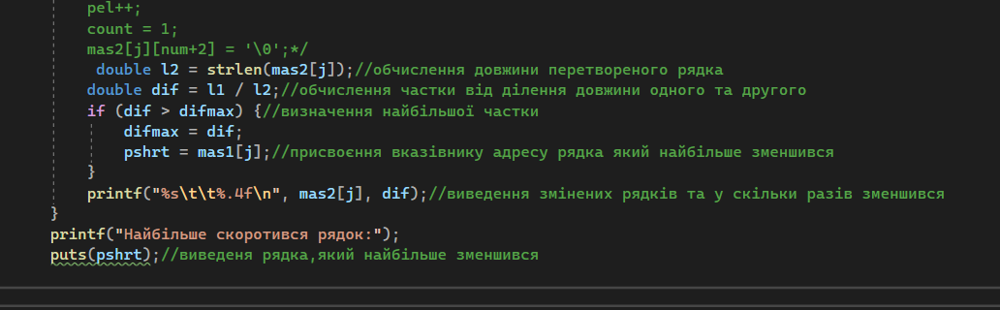 pel++;
count = 1;
mas2[j][num+2] = '\0';*/
double l2 = strlen(mas2[j]);//обчислення довжини перетвореного рядка
double dif = l1 / l2;//обчислення частки від ділення довжини одного та другого
if (dif > difmax) {//визначення найбільшої частки
difmax = dif;
pshrt = mas1[j];//присвоєння вказівнику адресу рядка який найбільше зменшився
}
printf("%s\t\t%.4f\n", mas2[j], dif);//виведення змінених рядків та у скільки разів зменшився
}
printf("Найбільше скоротився рядок:");
puts(pshrt);//виведеня рядка,який найбільше зменшився